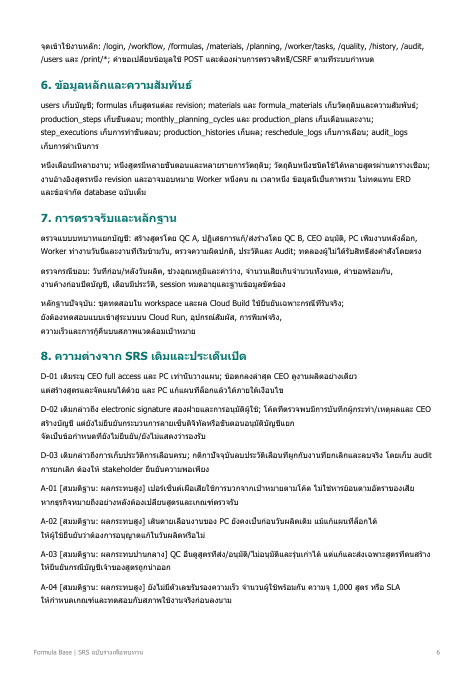 จุดเข้าใช้งานหลัก: /login, /workflow, /formulas, /materials, /planning, /worker/tasks, /quality, /history, /audit,
/users และ /print/*; คำขอเปลี่ยนข้อมูลใช้ POST และต้องผ่านการตรวจสิทธิ/CSRF ตามที่ระบบกำหนด
6. ข้อมูลหลักและความสัมพันธ์
users เก็บบัญชี; formulas เก็บสูตรแต่ละ revision; materials และ formula_materials เก็บวัตถุดิบและความสัมพันธ์;
production_steps เก็บขั้นตอน; monthly_planning_cycles และ production_plans เก็บเดือนและงาน;
step_executions เก็บการทำขั้นตอน; production_histories เก็บผล; reschedule_logs เก็บการเลื่อน; audit_logs
เก็บการดำเนินการ
หนึ่งเดือนมีหลายงาน; หนึ่งสูตรมีหลายขั้นตอนและหลายรายการวัตถุดิบ; วัตถุดิบหนึ่งชนิดใช้ได้หลายสูตรผ่านตารางเชื่อม;
งานอ้างอิงสูตรหนึ่ง revision และอาจมอบหมาย Worker หนึ่งคน ณ เวลาหนึ่ง ข้อมูลนี้เป็นภาพรวม ไม่ทดแทน ERD
และข้อจำกัด database ฉบับเต็ม
7. การตรวจรับและหลักฐาน
ตรวจแบบบทบาทแยกบัญชี: สร้างสูตรโดย QC A, ปฏิเสธการแก้/ส่งร่างโดย QC B, CEO อนุมัติ, PC เพิ่มงานหลังล็อก,
Worker ทำงานวันนี้และงานที่เริ่มข้ามวัน, ตรวจความผิดปกติ, ประวัติและ Audit; ทดลองผู้ไม่ได้รับสิทธิส่งคำสั่งโดยตรง
ตรวจกรณีขอบ: วันที่ก่อน/หลังวันผลิต, ช่วงอุณหภูมิและค่าว่าง, จำนวนเสียเกินจำนวนทั้งหมด, คำขอพร้อมกัน,
งานค้างก่อนปิดบัญชี, เดือนมีประวัติ, session หมดอายุและฐานข้อมูลขัดข้อง
หลักฐานปัจจุบัน: ชุดทดสอบใน workspace และผล Cloud Build ใช้ยืนยันเฉพาะกรณีที่รันจริง;
ยังต้องทดสอบแบบเข้าสู่ระบบบน Cloud Run, อุปกรณ์สัมผัส, การพิมพ์จริง,
ความเร็วและการกู้คืนบนสภาพแวดล้อมเป้าหมาย
8. ความต่างจาก SRS เดิมและประเด็นเปิด
D-01 เดิมระบุ CEO full access และ PC เท่านั้นวางแผน; ข้อตกลงล่าสุด CEO ดูงานผลิตอย่างเดียว
แต่สร้างสูตรและจัดแผนได้ด้วย และ PC แก้แผนที่ล็อกแล้วได้ภายใต้เงื่อนไข
D-02 เดิมกล่าวถึง electronic signature สองฝ่ายและการอนุมัติผู้ใช้; โค้ดที่ตรวจพบมีการบันทึกผู้กระทำ/เหตุผลและ CEO
สร้างบัญชี แต่ยังไม่ยืนยันกระบวนการลายเซ็นดิจิทัลหรือขั้นตอนอนุมัติบัญชีแยก
จัดเป็นข้อกำหนดที่ยังไม่ยืนยัน/ยังไม่แสดงว่ารองรับ
D-03 เดิมกล่าวถึงการเก็บประวัติการเลือกครบ; กติกาปัจจุบันลบประวัติเลื่อนที่ผูกกับงานที่ยกเลิกและลบจริง โดยเก็บ audit
การยกเลิก ต้องให้ stakeholder ยืนยันความพอเพียง
A-01 [สมมติฐาน: ผลกระทบสูง] เปอร์เซ็นต์เผื่อเสียใช้การบวกจากเป้าหมายตามโค้ด ไม่ใช่หารย้อนตามอัตราของเสีย
หากธุรกิจหมายถึงอย่างหลังต้องเปลี่ยนสูตรและเกณฑ์ตรวจรับ
A-02 [สมมติฐาน: ผลกระทบสูง] เส้นตายเลื่อนงานของ PC ยังคงเป็นก่อนวันผลิตเดิม แม้แก้แผนที่ล็อกได้
ให้ผู้ใช้ยืนยันว่าต้องการอนุญาตแก้ในวันผลิตหรือไม่
A-03 [สมมติฐาน: ผลกระทบปานกลาง] QC อื่นดูสูตรที่ส่ง/อนุมัติ/ไม่อนุมัติและรุ่นเก่าได้ แต่แก้และส่งเฉพาะสูตรที่ตนสร้าง
ให้ยืนยันกรณีบัญชีเจ้าของสูตรถูกนำออก
A-04 [สมมติฐาน: ผลกระทบสูง] ยังไม่มีตัวเลขรับรองความเร็ว จำนวนผู้ใช้พร้อมกัน ความจุ 1,000 สูตร หรือ SLA
ให้กำหนดเกณฑ์และทดสอบกับสภาพใช้งานจริงก่อนลงนาม
Formula Base | SRS ฉบับร่างเพื่อทบทวน
6